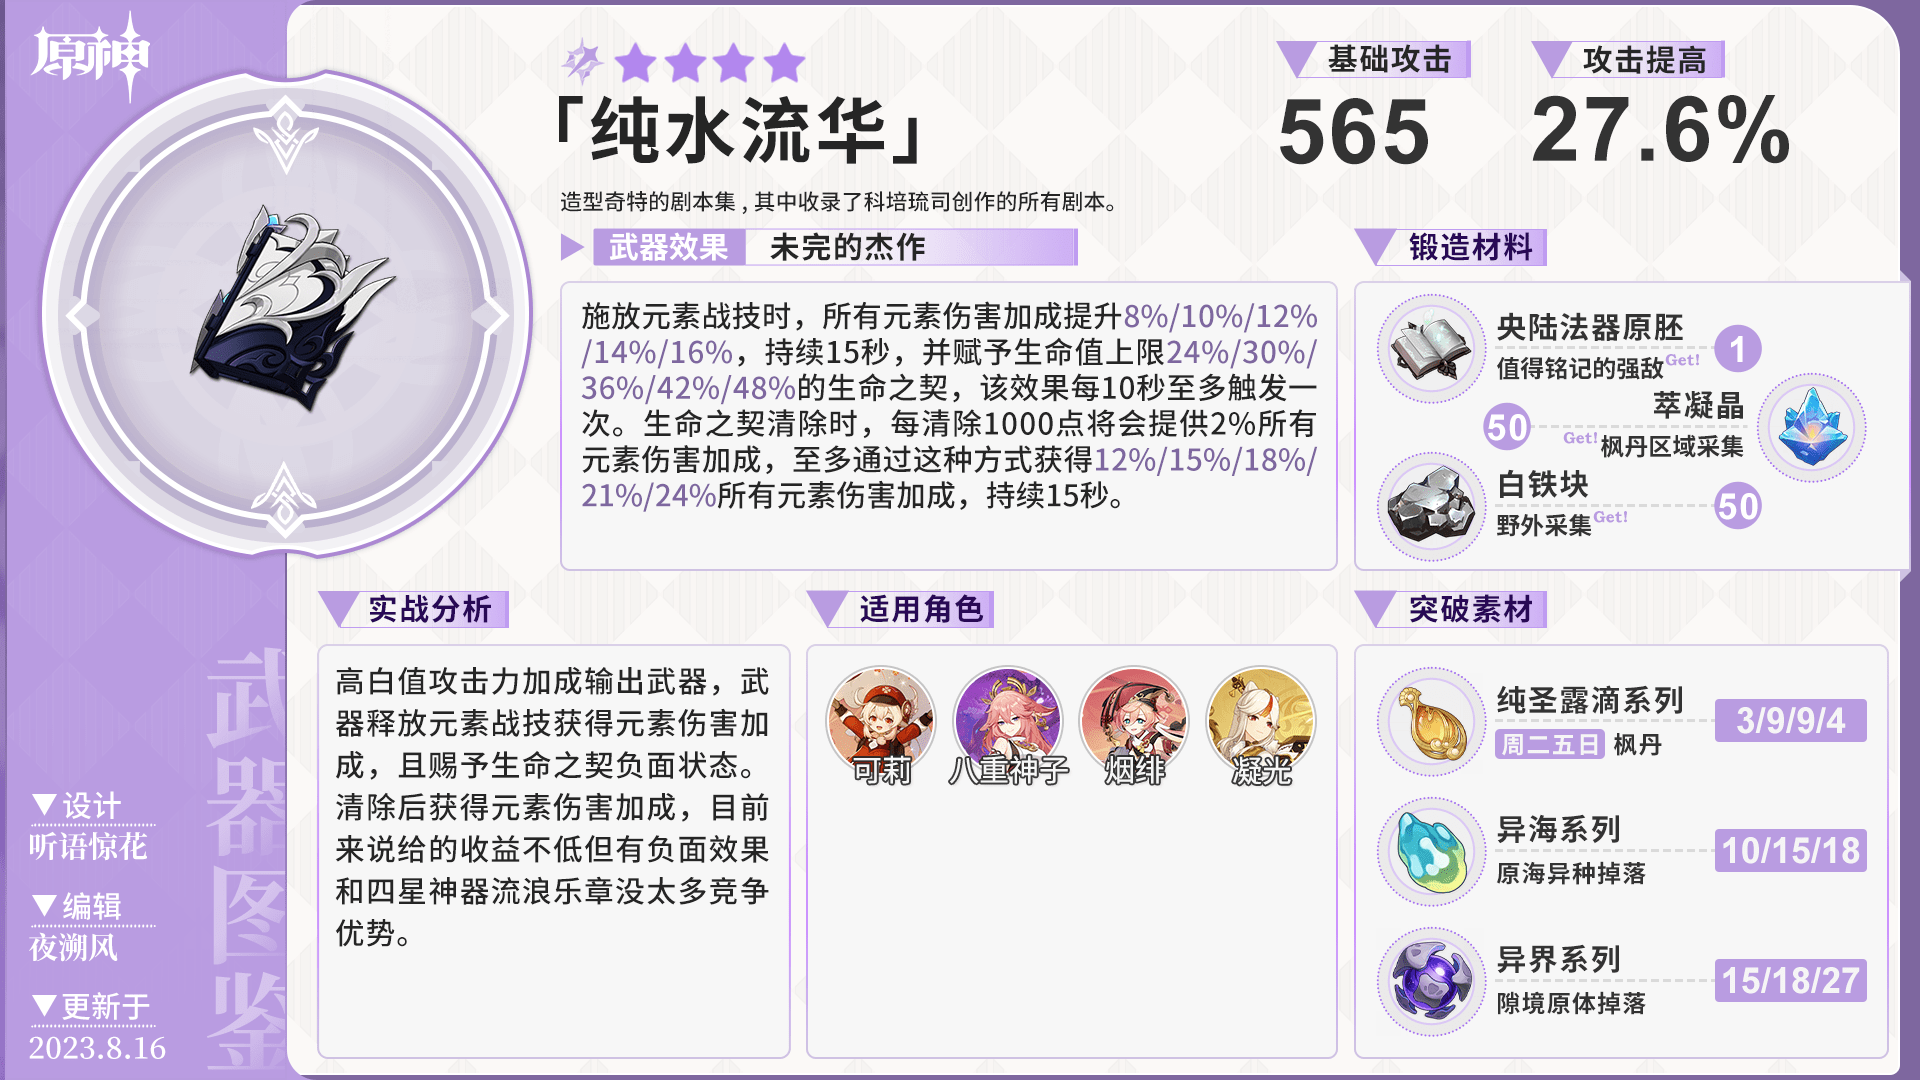 原神
「纯水流华」
造型奇特的剧本集，其中收录了科培琉司创作的所有剧本。
基础攻击
565
攻击提高
27.6%
武器效果
未完的杰作
施放元素战技时，所有元素伤害加成提升8%/10%/12%
/14%/16%，持续15秒，并赋予生命值上限24%/30%/
36%/42%/48%的生命之契，该效果每10秒至多触发一
次。生命之契清除时，每清除1000点将会提供2%所有
元素伤害加成，至多通过这种方式获得12%/15%/18%/
21%/24%所有元素伤害加成，持续15秒。
锻造材料
央陆法器原胚
1
值得铭记的强敌Get!
萃凝晶
50
Get!枫丹区域采集
白铁块
50
野外采集Get!
实战分析
高白值攻击力加成输出武器，武
器释放元素战技获得元素伤害加
成，且赐予生命之契负面状态。
清除后获得元素伤害加成，目前
来说给的收益不低但有负面效果
和四星神器流浪乐章没太多竞争
优势。
适用角色
可莉
八重神子
烟绯
凝光
突破素材
纯圣露滴系列
3/9/9/4
周二五日 枫丹
异海系列
10/15/18
原海异种掉落
异界系列
15/18/27
隙境原体掉落
武器图鉴
▼设计
听语惊花
▼编辑
夜溯风
▼更新于
2023.8.16